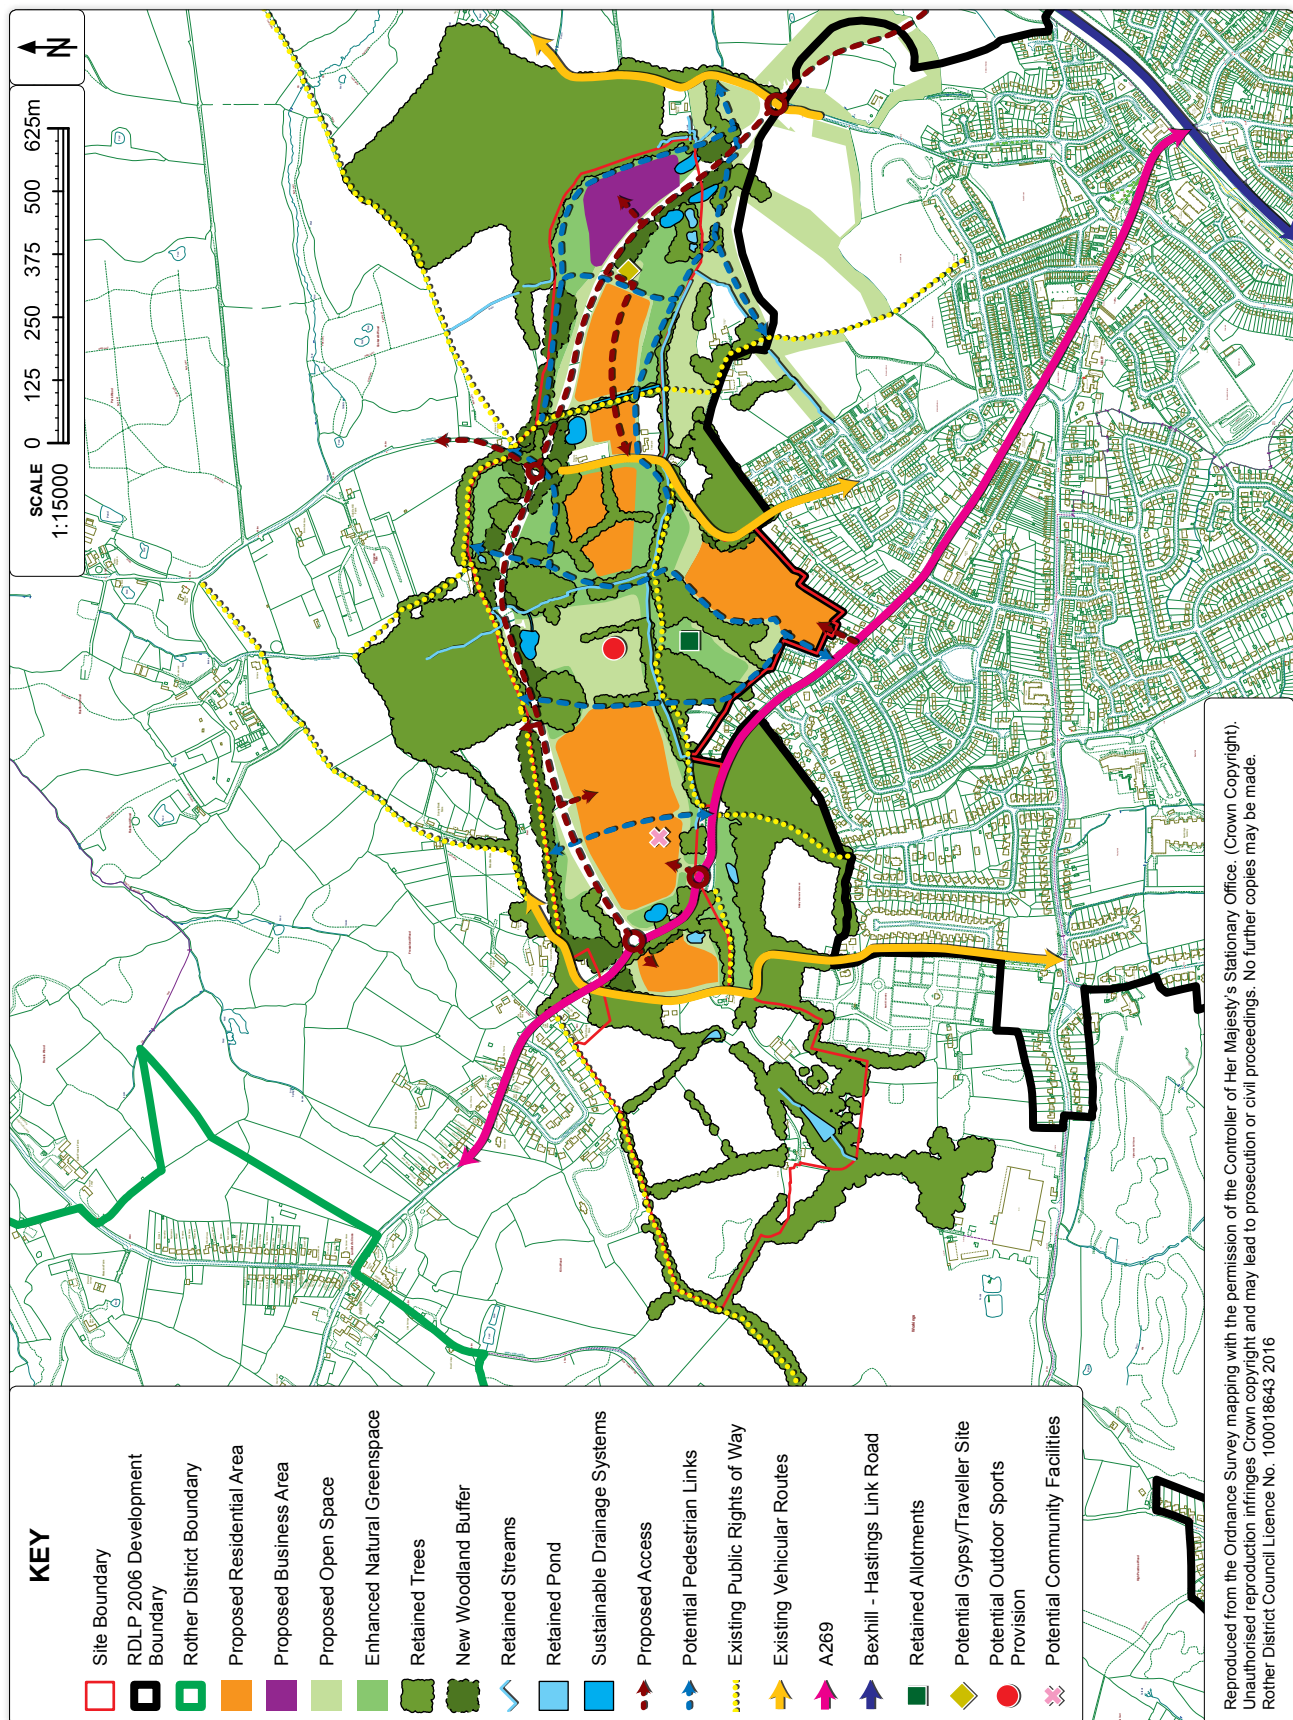 KEY
Site Boundary
RDLP 2006 Development
Boundary
Rother District Boundary
Proposed Residential Area
Proposed Business Area
Proposed Open Space
Enhanced Natural Greenspace
Retained Trees
New Woodland Buffer
Retained Streams
Retained Pond
Sustainable Drainage Systems
Proposed Access
Potential Pedestrian Links
Existing Public Rights of Way
Existing Vehicular Routes
A269
Bexhill - Hastings Link Road
Retained Allotments
Potential Gypsy/Traveller Site
Potential Outdoor Sports
Provision
Potential Community Facilities
SCALE 0 125 250 375 500 625m
1:15000
N
Reproduced from the Ordnance Survey mapping with the permission of the Controller of Her Majesty's Stationary Office. (Crown Copyright).
Unauthorised reproduction infringes Crown copyright and may lead to prosecution or civil proceedings. No further copies may be made.
Rother District Council Licence No. 100018643 2016